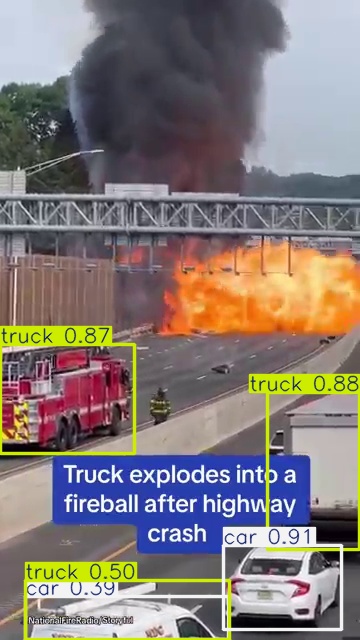 truck 0.87
truck 0.88
Truck explodes into a
fireball after highway
crash
car 0.91
truck 0.50
car 0.39
NationalFireRadio/Storyful